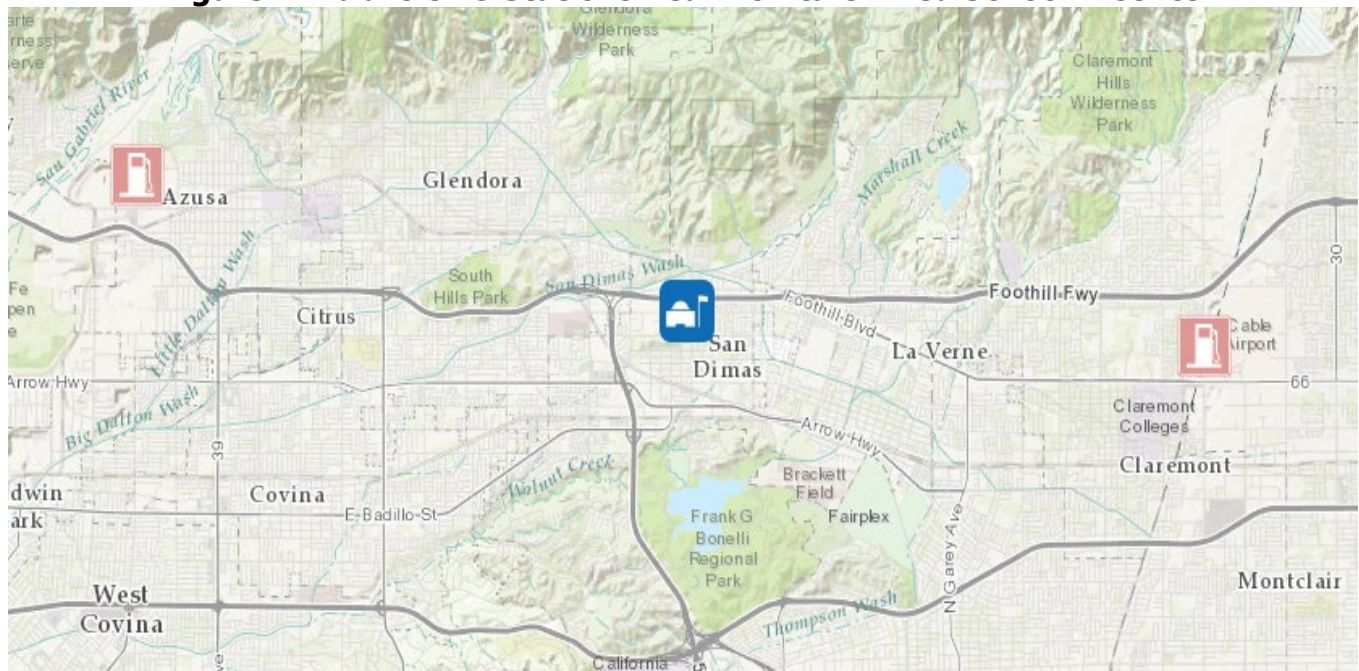 Glendora
Wilderness
Park
Claremont
Hills
Wilderness
Park
San Gabriel River
Marshall Creek
Azusa
Glendora
30
South
Hills Park
San Dimas Wash
Foothill Fwy
Foothill Blvd
Little Dalton Wash
Citrus
San
Dimas
La Verne
Cable
Airport
Arrow Hwy
66
Big Dalton Wash
Claremont
Colleges
39
Arrow Hwy
Walnut Creek
Claremont
Brackett
Field
Covina
E Badillo St
Frank G
Bonelli
Regional
Park
Fairplex
N Garey Ave
Montclair
West
Covina
Thompson Wash
California